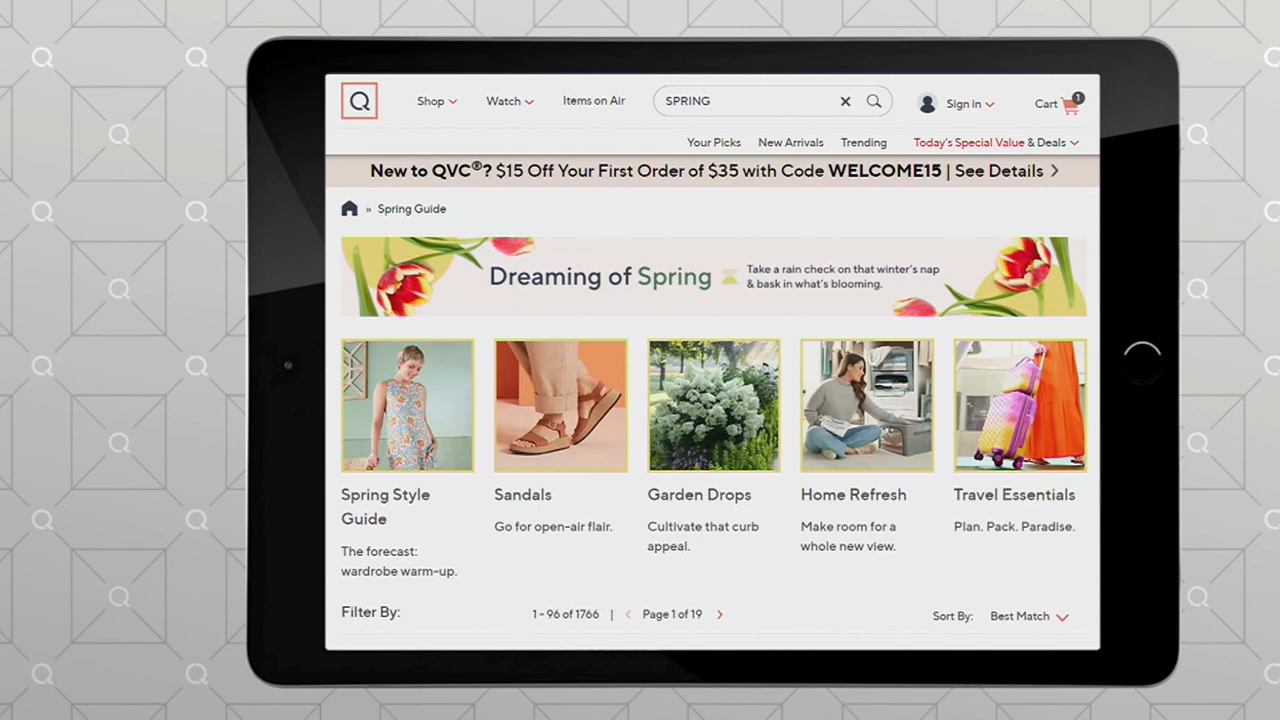 Q
Shop
Watch
Items on Air
SPRING
Sign in
Cart
1
Your Picks
New Arrivals
Trending
Today's Special Value & Deals
New to QVC®? $15 Off Your First Order of $35 with Code WELCOME15 | See Details
» Spring Guide
Dreaming of Spring
Take a rain check on that winter's nap
& bask in what's blooming.
Spring Style
Guide
The forecast:
wardrobe warm-up.
Sandals
Go for open-air flair.
Garden Drops
Cultivate that curb
appeal.
Home Refresh
Make room for a
whole new view.
Travel Essentials
Plan. Pack. Paradise.
Filter By:
1 - 96 of 1766 | Page 1 of 19
Sort By: Best Match